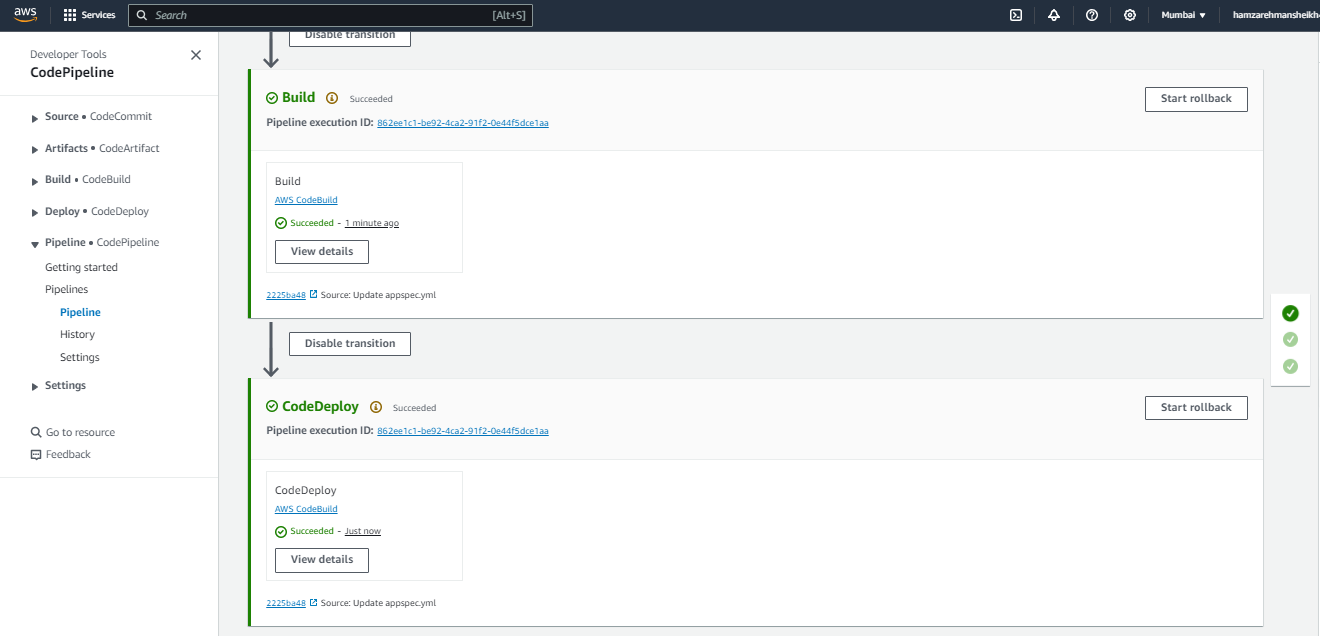 aws
Services
Search
[Alt+S]
Mumbai ▼
hamzarehmansheikh
Developer Tools
CodePipeline
Source • CodeCommit
Artifacts • CodeArtifact
Build • CodeBuild
Deploy • CodeDeploy
Pipeline • CodePipeline
Getting started
Pipelines
Pipeline
History
Settings
Settings
Go to resource
Feedback
Disable transition
Build
Succeeded
Start rollback
Pipeline execution ID: 862ee1c1-be92-4ca2-91f2-0e44f5dce1aa
Build
AWS CodeBuild
Succeeded - 1 minute ago
View details
2225ba48 Source: Update appspec.yml
Disable transition
CodeDeploy
Succeeded
Start rollback
Pipeline execution ID: 862ee1c1-be92-4ca2-91f2-0e44f5dce1aa
CodeDeploy
AWS CodeBuild
Succeeded - Just now
View details
2225ba48 Source: Update appspec.yml